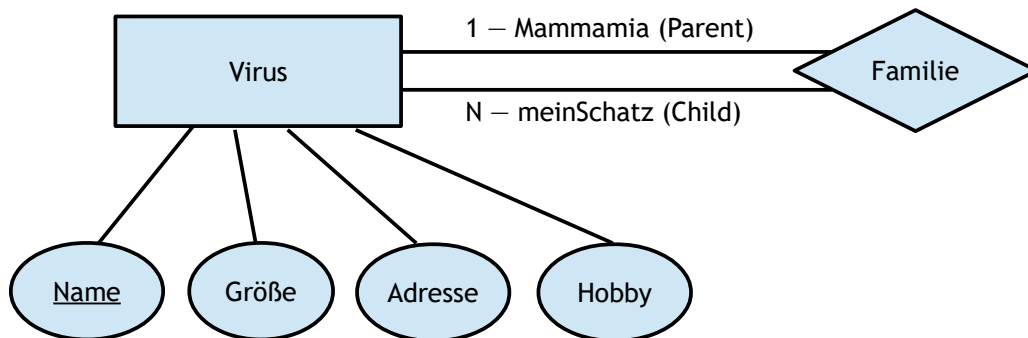 1 – Mammamia (Parent)
Virus
Familie
N – meinSchatz (Child)
Name
Größe
Adresse
Hobby